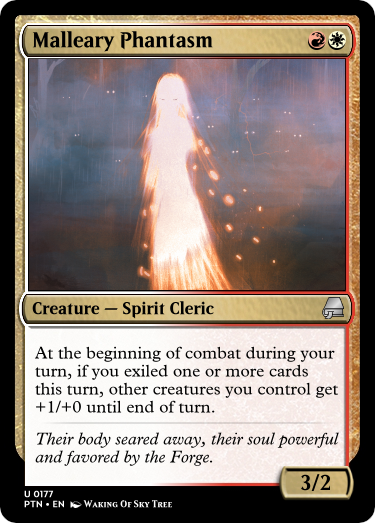 Malleary Phantasm
Creature — Spirit Cleric
At the beginning of combat during your
turn, if you exiled one or more cards
this turn, other creatures you control get
+1/+0 until end of turn.
Their body seared away, their soul powerful
and favored by the Forge.
3/2
U 0177
PTN • EN Waking Of Sky Tree